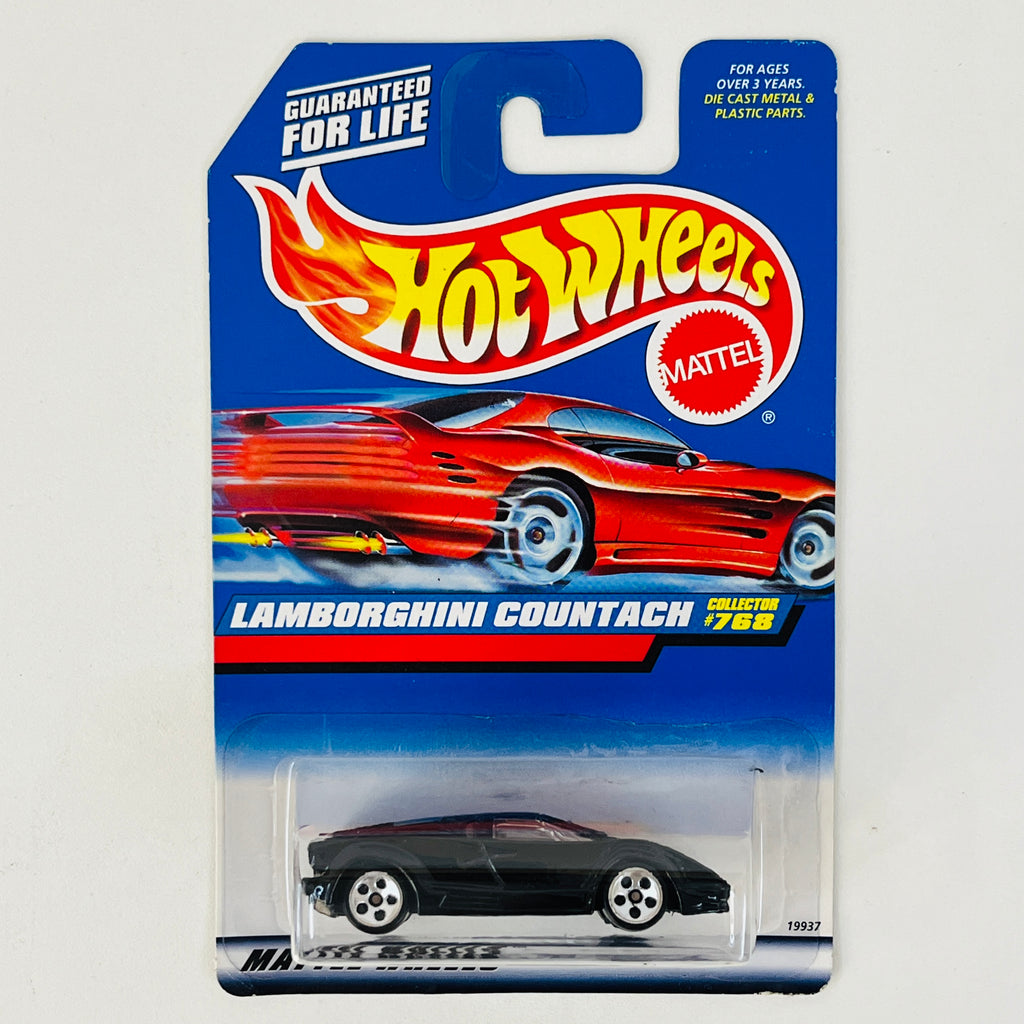 GUARANTEED
FOR LIFE
FOR AGES
OVER 3 YEARS.
DIE CAST METAL &
PLASTIC PARTS.
HOT WHEELS
MATTEL
®
LAMBORGHINI COUNTACH
COLLECTOR
#768
19937